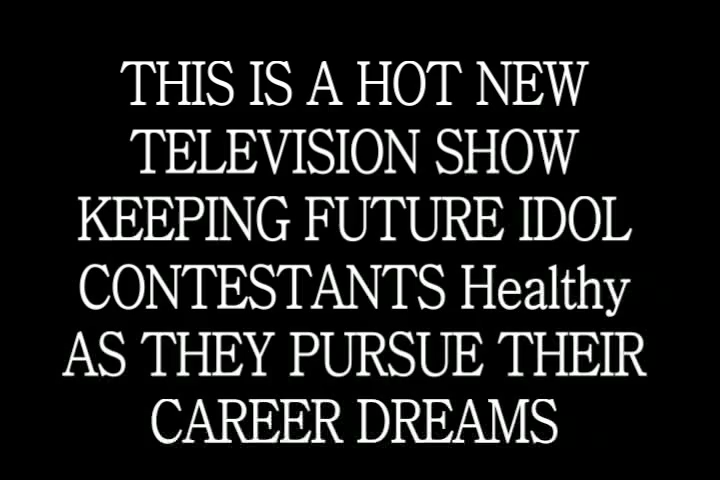 THIS IS A HOT NEW
TELEVISION SHOW
KEEPING FUTURE IDOL
CONTESTANTS Healthy
AS THEY PURSUE THEIR
CAREER DREAMS